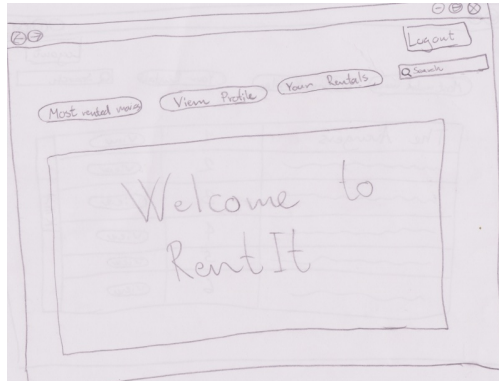 Logout
Search
Most rented movies
View Profile
Your Rentals
Welcome to
RentIt